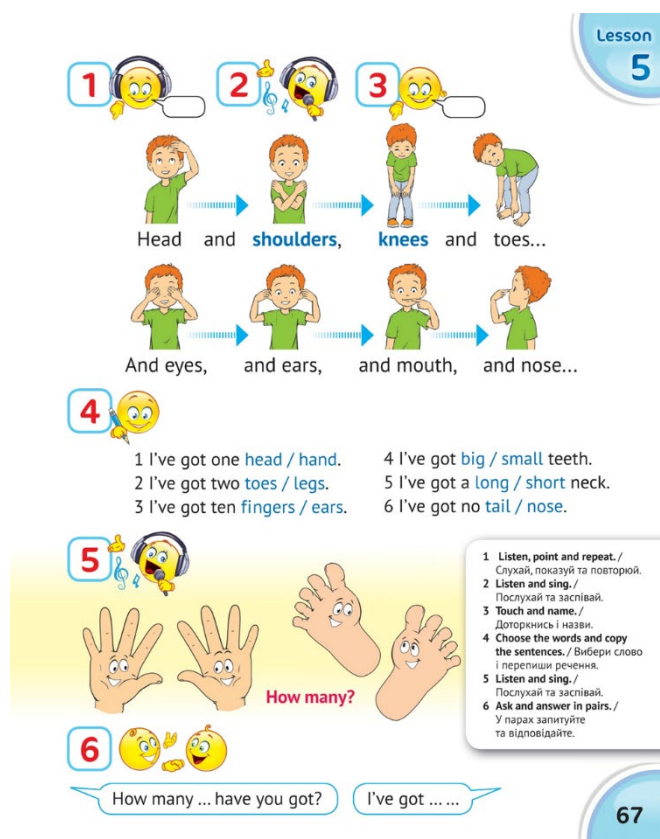 Lesson
5
1
2
3
Head and shoulders, knees and toes...
And eyes, and ears, and mouth, and nose...
4
1 I've got one head / hand.
2 I've got two toes / legs.
3 I've got ten fingers / ears.
4 I've got big / small teeth.
5 I've got a long / short neck.
6 I've got no tail / nose.
5
How many?
1 Listen, point and repeat. /
Слухай, показуй та повторюй.
2 Listen and sing. /
Послухай та заспівай.
3 Touch and name. /
Доторкнись і назви.
4 Choose the words and copy
the sentences. / Вибери слово
і перепиши речення.
5 Listen and sing. /
Послухай та заспівай.
6 Ask and answer in pairs. /
У парах запитуйте
та відповідайте.
6
How many ... have you got?
I've got ... ...
67